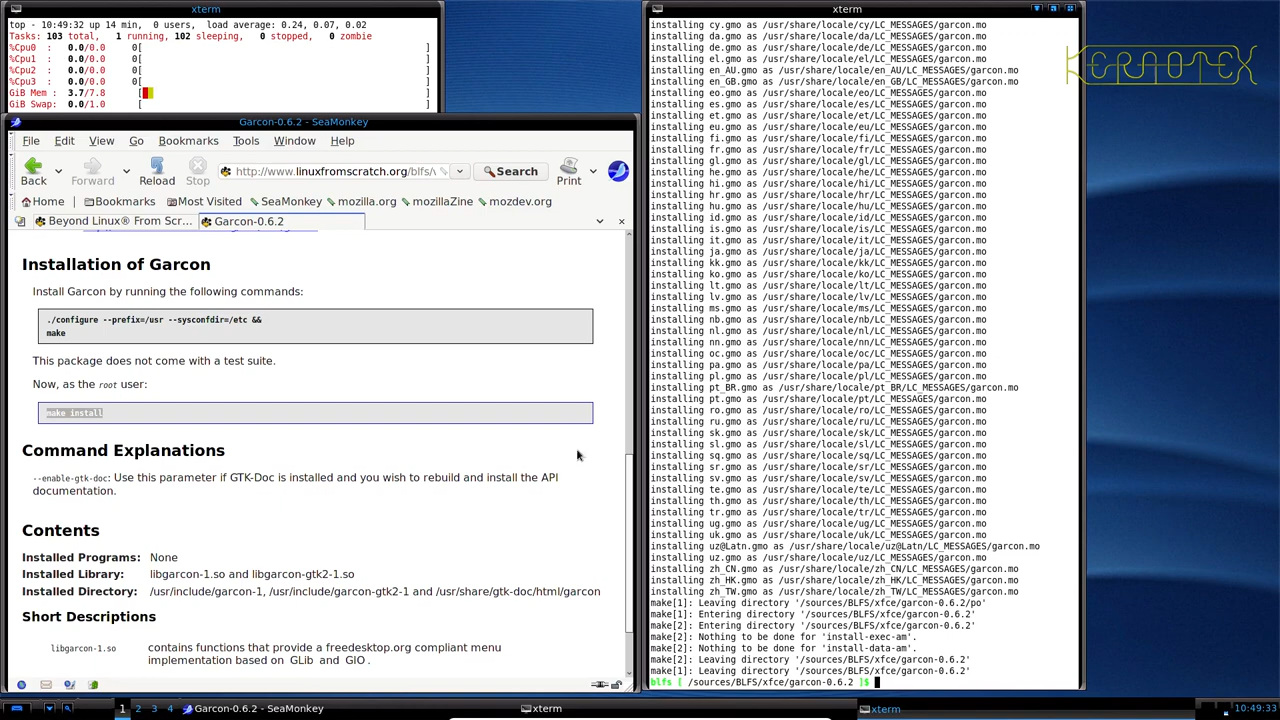 xterm
top - 10:49:32 up 14 min, 0 users, load average: 0.24, 0.07, 0.02
Tasks: 103 total, 1 running, 102 sleeping, 0 stopped, 0 zombie
%Cpu0 : 0.0/0.0 0[ ]
%Cpu1 : 0.0/0.0 0[ ]
%Cpu2 : 0.0/0.0 0[ ]
%Cpu3 : 0.0/0.0 0[ ]
GiB Mem : 3.7/7.8 [ ]
GiB Swap: 0.0/1.0 [ ]
Garcon-0.6.2 - SeaMonkey
File Edit View Go Bookmarks Tools Window Help
Back Forward Reload Stop http://www.linuxfromscratch.org/blfs/ Search Print
Home Bookmarks Most Visited SeaMonkey mozilla.org mozillaZine mozdev.org
Beyond Linux® From Scr... Garcon-0.6.2
Installation of Garcon
Install Garcon by running the following commands:
./configure --prefix=/usr --sysconfdir=/etc &&
make
This package does not come with a test suite.
Now, as the root user:
make install
Command Explanations
--enable-gtk-doc: Use this parameter if GTK-Doc is installed and you wish to rebuild and install the API
documentation.
Contents
Installed Programs: None
Installed Library: libgarcon-1.so and libgarcon-gtk2-1.so
Installed Directory: /usr/include/garcon-1, /usr/include/garcon-gtk2-1 and /usr/share/gtk-doc/html/garcon
Short Descriptions
libgarcon-1.so contains functions that provide a freedesktop.org compliant menu
implementation based on GLib and GIO.
xterm
installing cy.gmo as /usr/share/locale/cy/LC_MESSAGES/garcon.mo
installing da.gmo as /usr/share/locale/da/LC_MESSAGES/garcon.mo
installing de.gmo as /usr/share/locale/de/LC_MESSAGES/garcon.mo
installing el.gmo as /usr/share/locale/el/LC_MESSAGES/garcon.mo
installing en_AU.gmo as /usr/share/locale/en_AU/LC_MESSAGES/garcon.mo
installing en_GB.gmo as /usr/share/locale/en_GB/LC_MESSAGES/garcon.mo
installing eo.gmo as /usr/share/locale/eo/LC_MESSAGES/garcon.mo
installing es.gmo as /usr/share/locale/es/LC_MESSAGES/garcon.mo
installing et.gmo as /usr/share/locale/et/LC_MESSAGES/garcon.mo
installing eu.gmo as /usr/share/locale/eu/LC_MESSAGES/garcon.mo
installing fi.gmo as /usr/share/locale/fi/LC_MESSAGES/garcon.mo
installing fr.gmo as /usr/share/locale/fr/LC_MESSAGES/garcon.mo
installing gl.gmo as /usr/share/locale/gl/LC_MESSAGES/garcon.mo
installing he.gmo as /usr/share/locale/he/LC_MESSAGES/garcon.mo
installing hi.gmo as /usr/share/locale/hi/LC_MESSAGES/garcon.mo
installing hr.gmo as /usr/share/locale/hr/LC_MESSAGES/garcon.mo
installing hu.gmo as /usr/share/locale/hu/LC_MESSAGES/garcon.mo
installing id.gmo as /usr/share/locale/id/LC_MESSAGES/garcon.mo
installing is.gmo as /usr/share/locale/is/LC_MESSAGES/garcon.mo
installing it.gmo as /usr/share/locale/it/LC_MESSAGES/garcon.mo
installing ja.gmo as /usr/share/locale/ja/LC_MESSAGES/garcon.mo
installing kk.gmo as /usr/share/locale/kk/LC_MESSAGES/garcon.mo
installing ko.gmo as /usr/share/locale/ko/LC_MESSAGES/garcon.mo
installing lt.gmo as /usr/share/locale/lt/LC_MESSAGES/garcon.mo
installing lv.gmo as /usr/share/locale/lv/LC_MESSAGES/garcon.mo
installing ms.gmo as /usr/share/locale/ms/LC_MESSAGES/garcon.mo
installing nb.gmo as /usr/share/locale/nb/LC_MESSAGES/garcon.mo
installing nl.gmo as /usr/share/locale/nl/LC_MESSAGES/garcon.mo
installing nn.gmo as /usr/share/locale/nn/LC_MESSAGES/garcon.mo
installing oc.gmo as /usr/share/locale/oc/LC_MESSAGES/garcon.mo
installing pa.gmo as /usr/share/locale/pa/LC_MESSAGES/garcon.mo
installing pl.gmo as /usr/share/locale/pl/LC_MESSAGES/garcon.mo
installing pt_BR.gmo as /usr/share/locale/pt_BR/LC_MESSAGES/garcon.mo
installing pt.gmo as /usr/share/locale/pt/LC_MESSAGES/garcon.mo
installing ro.gmo as /usr/share/locale/ro/LC_MESSAGES/garcon.mo
installing ru.gmo as /usr/share/locale/ru/LC_MESSAGES/garcon.mo
installing sk.gmo as /usr/share/locale/sk/LC_MESSAGES/garcon.mo
installing sl.gmo as /usr/share/locale/sl/LC_MESSAGES/garcon.mo
installing sq.gmo as /usr/share/locale/sq/LC_MESSAGES/garcon.mo
installing sr.gmo as /usr/share/locale/sr/LC_MESSAGES/garcon.mo
installing sv.gmo as /usr/share/locale/sv/LC_MESSAGES/garcon.mo
installing te.gmo as /usr/share/locale/te/LC_MESSAGES/garcon.mo
installing th.gmo as /usr/share/locale/th/LC_MESSAGES/garcon.mo
installing tr.gmo as /usr/share/locale/tr/LC_MESSAGES/garcon.mo
installing ug.gmo as /usr/share/locale/ug/LC_MESSAGES/garcon.mo
installing uk.gmo as /usr/share/locale/uk/LC_MESSAGES/garcon.mo
installing uz@Latn.gmo as /usr/share/locale/uz@Latn/LC_MESSAGES/garcon.mo
installing uz.gmo as /usr/share/locale/uz/LC_MESSAGES/garcon.mo
installing zh_CN.gmo as /usr/share/locale/zh_CN/LC_MESSAGES/garcon.mo
installing zh_HK.gmo as /usr/share/locale/zh_HK/LC_MESSAGES/garcon.mo
installing zh_TW.gmo as /usr/share/locale/zh_TW/LC_MESSAGES/garcon.mo
make[1]: Leaving directory '/sources/BLFS/xfce/garcon-0.6.2/po'
make[1]: Entering directory '/sources/BLFS/xfce/garcon-0.6.2'
make[2]: Entering directory '/sources/BLFS/xfce/garcon-0.6.2'
make[2]: Nothing to be done for 'install-exec-am'.
make[2]: Nothing to be done for 'install-data-am'.
make[2]: Leaving directory '/sources/BLFS/xfce/garcon-0.6.2'
make[1]: Leaving directory '/sources/BLFS/xfce/garcon-0.6.2'
blfs [ /sources/BLFS/xfce/garcon-0.6.2 ]$
KERAOTEX
1 2 3 4 Garcon-0.6.2 - SeaMonkey xterm xterm 10:49:33